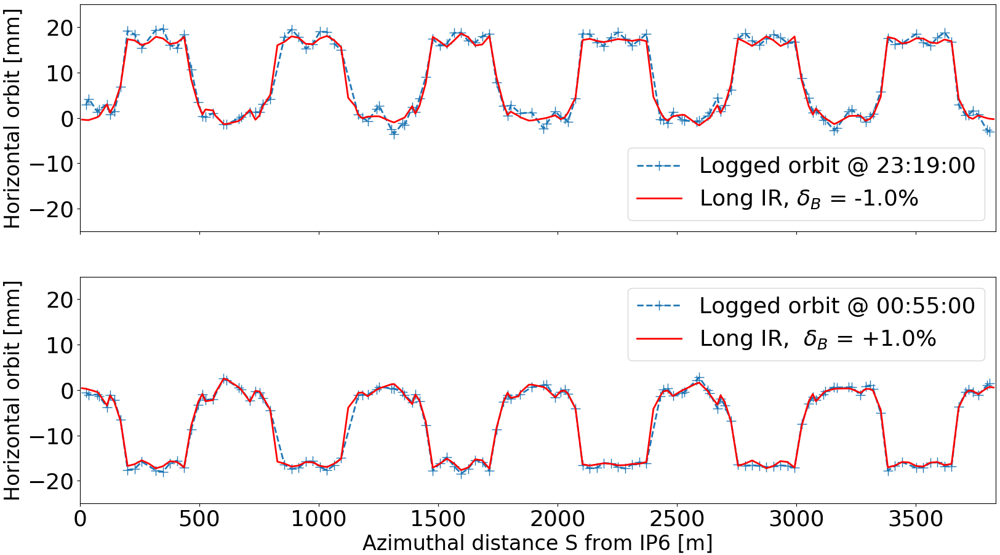 Horizontal orbit [mm]
20
10
0
−10
−20
Logged orbit @ 23:19:00
Long IR, δB = -1.0%
Horizontal orbit [mm]
20
10
0
−10
−20
Logged orbit @ 00:55:00
Long IR, δB = +1.0%
0 500 1000 1500 2000 2500 3000 3500
Azimuthal distance S from IP6 [m]